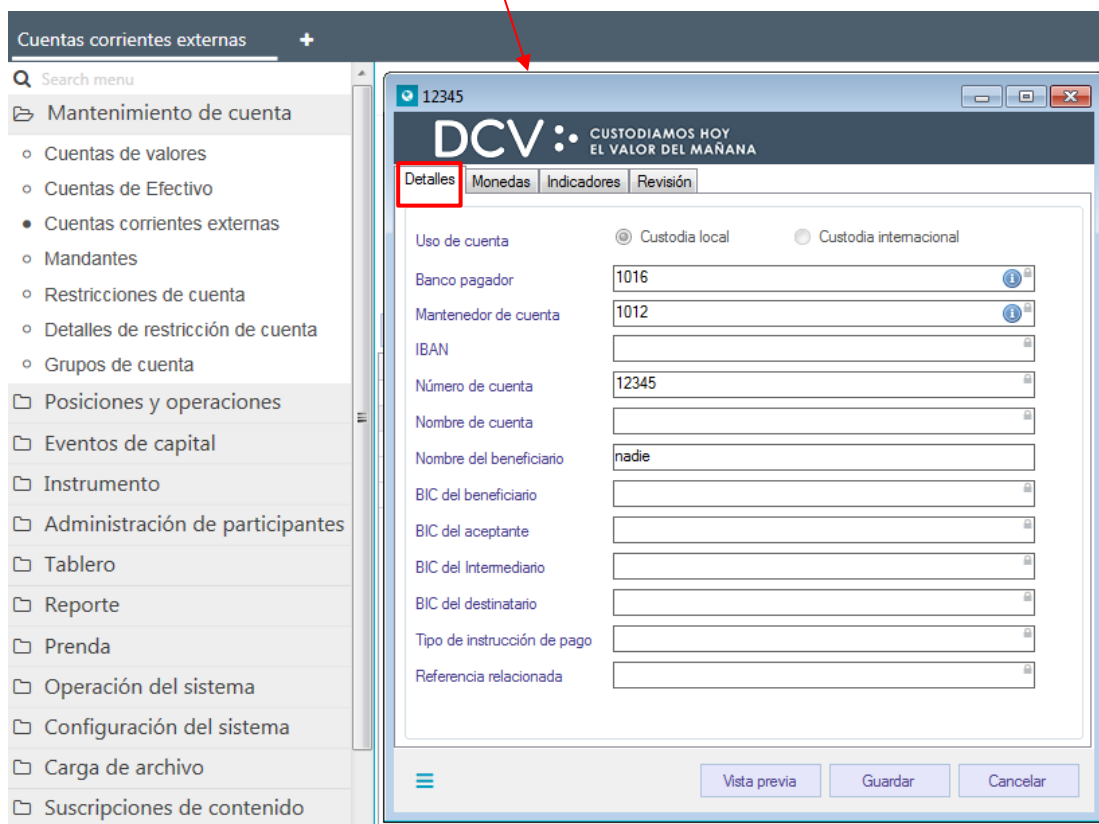 Cuentas corrientes externas +
Search menu
Mantenimiento de cuenta
Cuentas de valores
Cuentas de Efectivo
Cuentas corrientes externas
Mandantes
Restricciones de cuenta
Detalles de restricción de cuenta
Grupos de cuenta
Posiciones y operaciones
Eventos de capital
Instrumento
Administración de participantes
Tablero
Reporte
Prenda
Operación del sistema
Configuración del sistema
Carga de archivo
Suscripciones de contenido
12345
DCV CUSTODIAMOS HOY
EL VALOR DEL MAÑANA
Detalles Monedas Indicadores Revisión
Uso de cuenta Custodia local Custodia internacional
Banco pagador 1016
Mantenedor de cuenta 1012
IBAN
Número de cuenta 12345
Nombre de cuenta
Nombre del beneficiario nadie
BIC del beneficiario
BIC del aceptante
BIC del Intermediario
BIC del destinatario
Tipo de instrucción de pago
Referencia relacionada
Vista previa Guardar Cancelar